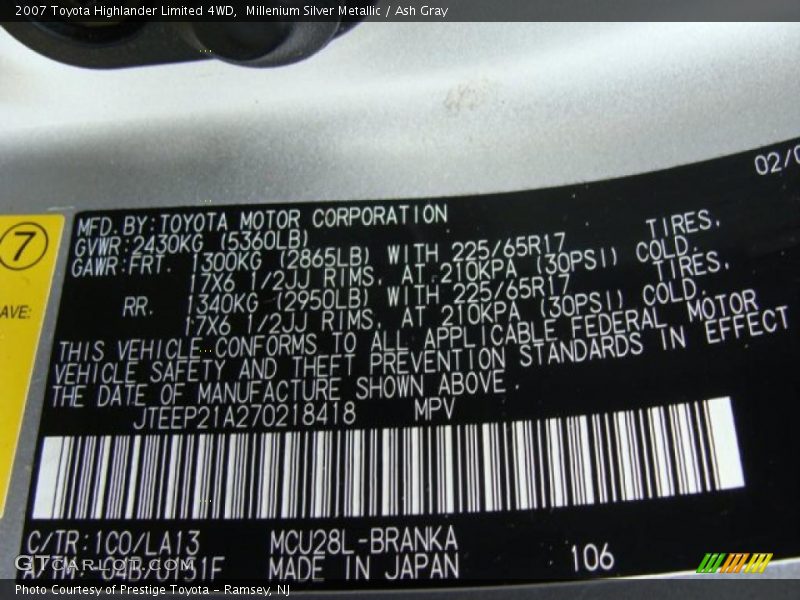 2007 Toyota Highlander Limited 4WD, Millenium Silver Metallic / Ash Gray
02/0
7
AVE:
MFD. BY: TOYOTA MOTOR CORPORATION
GVWR: 2430KG (5360LB)
GAWR: FRT. 1300KG (2865LB) WITH 225/65R17 TIRES,
17X6 1/2JJ RIMS, AT 210KPA (30PSI) COLD.
RR. 1340KG (2950LB) WITH 225/65R17 TIRES,
17X6 1/2JJ RIMS, AT 210KPA (30PSI) COLD.
THIS VEHICLE CONFORMS TO ALL APPLICABLE FEDERAL MOTOR
VEHICLE SAFETY AND THEFT PREVENTION STANDARDS IN EFFECT
THE DATE OF MANUFACTURE SHOWN ABOVE.
JTEEP21A270218418 MPV
C/TR: 1C0/LA13 MCU28L-BRANKA
A/TM: 04B/U151F MADE IN JAPAN 106
GTcarlot.com
Photo Courtesy of Prestige Toyota - Ramsey, NJ